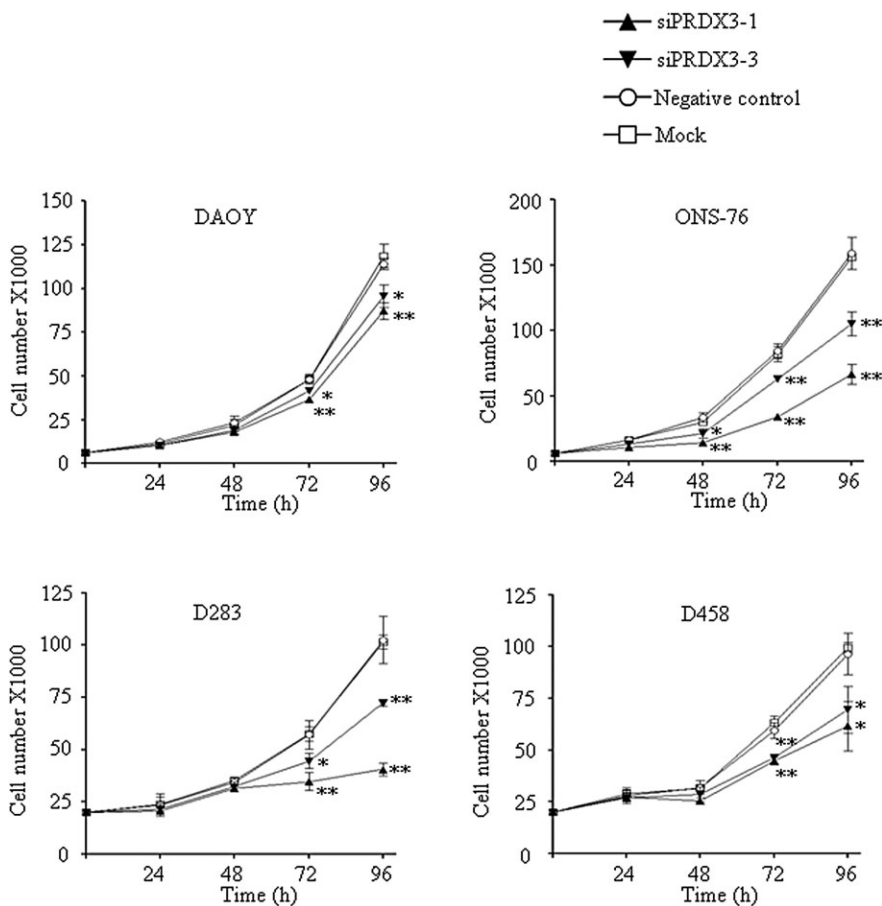 siPRDX3-1
siPRDX3-3
Negative control
Mock
DAOY
Cell number X1000
150
125
100
75
50
25
0
*
**
*
**
24 48 72 96
Time (h)
ONS-76
Cell number X1000
200
150
100
50
0
**
**
**
*
**
**
24 48 72 96
Time (h)
D283
Cell number X1000
125
100
75
50
25
0
**
*
**
**
24 48 72 96
Time (h)
D458
Cell number X1000
125
100
75
50
25
0
*
*
**
**
24 48 72 96
Time (h)